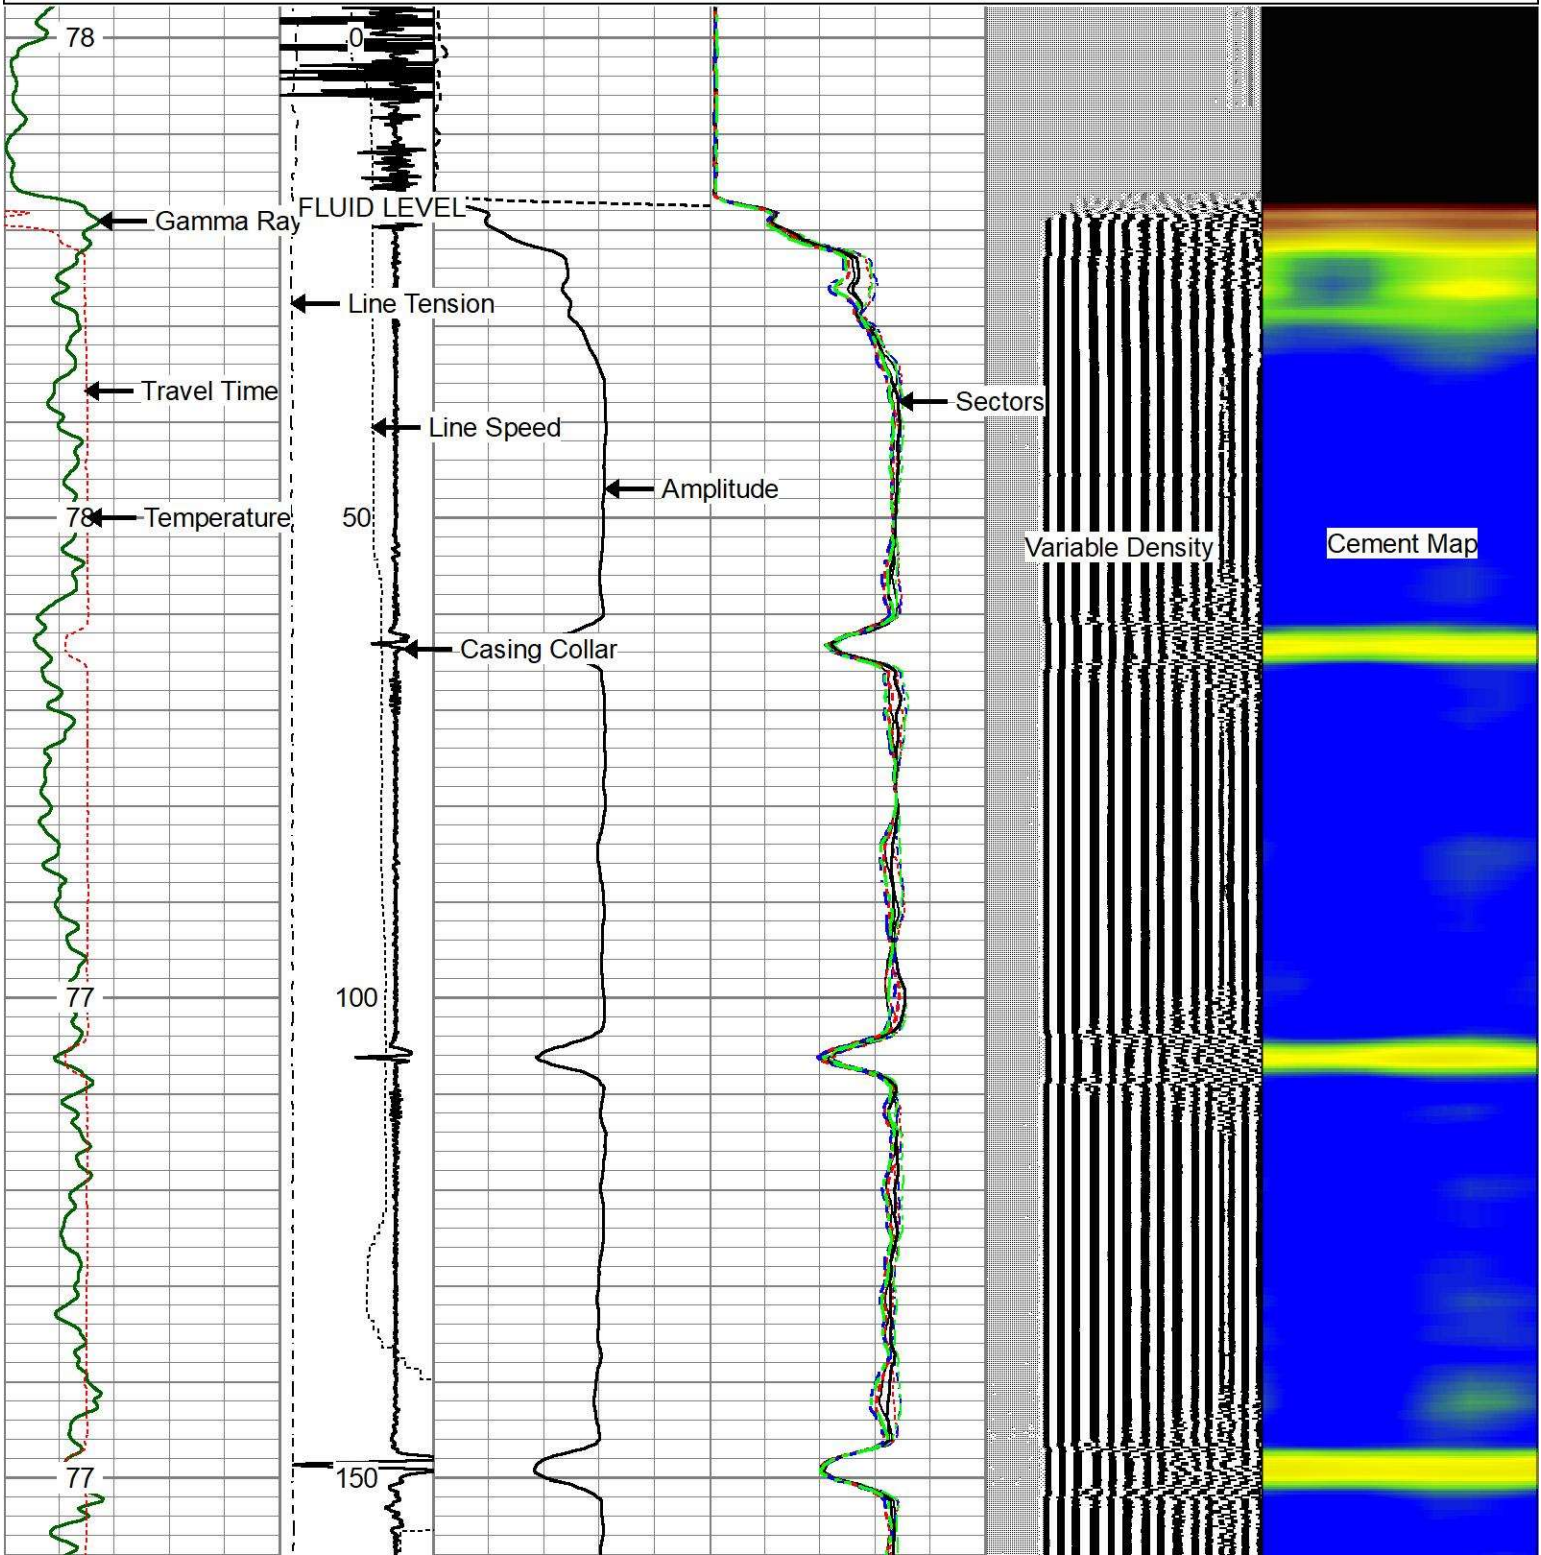 78
0
FLUID LEVEL
Gamma Ray
Line Tension
Travel Time
Sectors
Line Speed
Amplitude
78
Temperature
50
Variable Density
Cement Map
Casing Collar
77
100
77
150